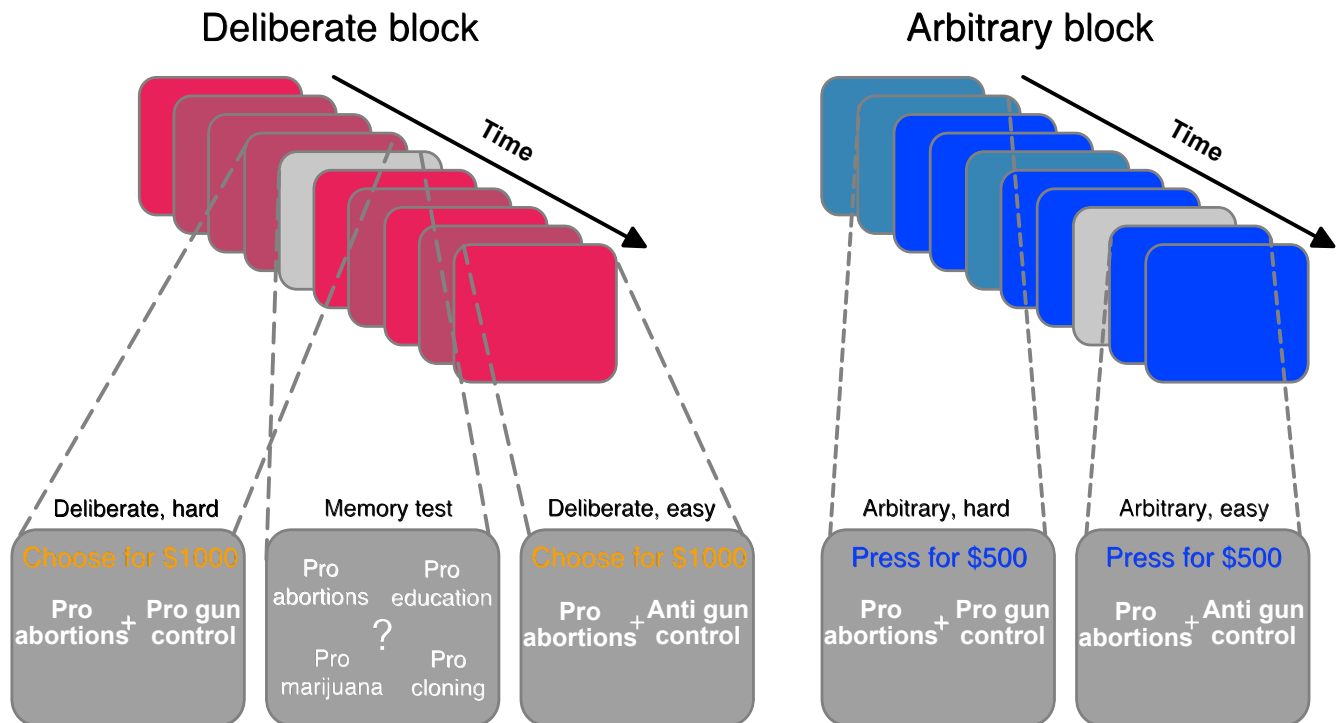 Deliberate block
Arbitrary block
Time
Time
Deliberate, hard
Memory test
Deliberate, easy
Arbitrary, hard
Arbitrary, easy
Choose for $1000
Pro
abortions
+
Pro gun
control
Pro
abortions
Pro
education
?
Pro
marijuana
Pro
cloning
Choose for $1000
Pro
abortions
+
Anti gun
control
Press for $500
Pro
abortions
+
Pro gun
control
Press for $500
Pro
abortions
+
Anti gun
control